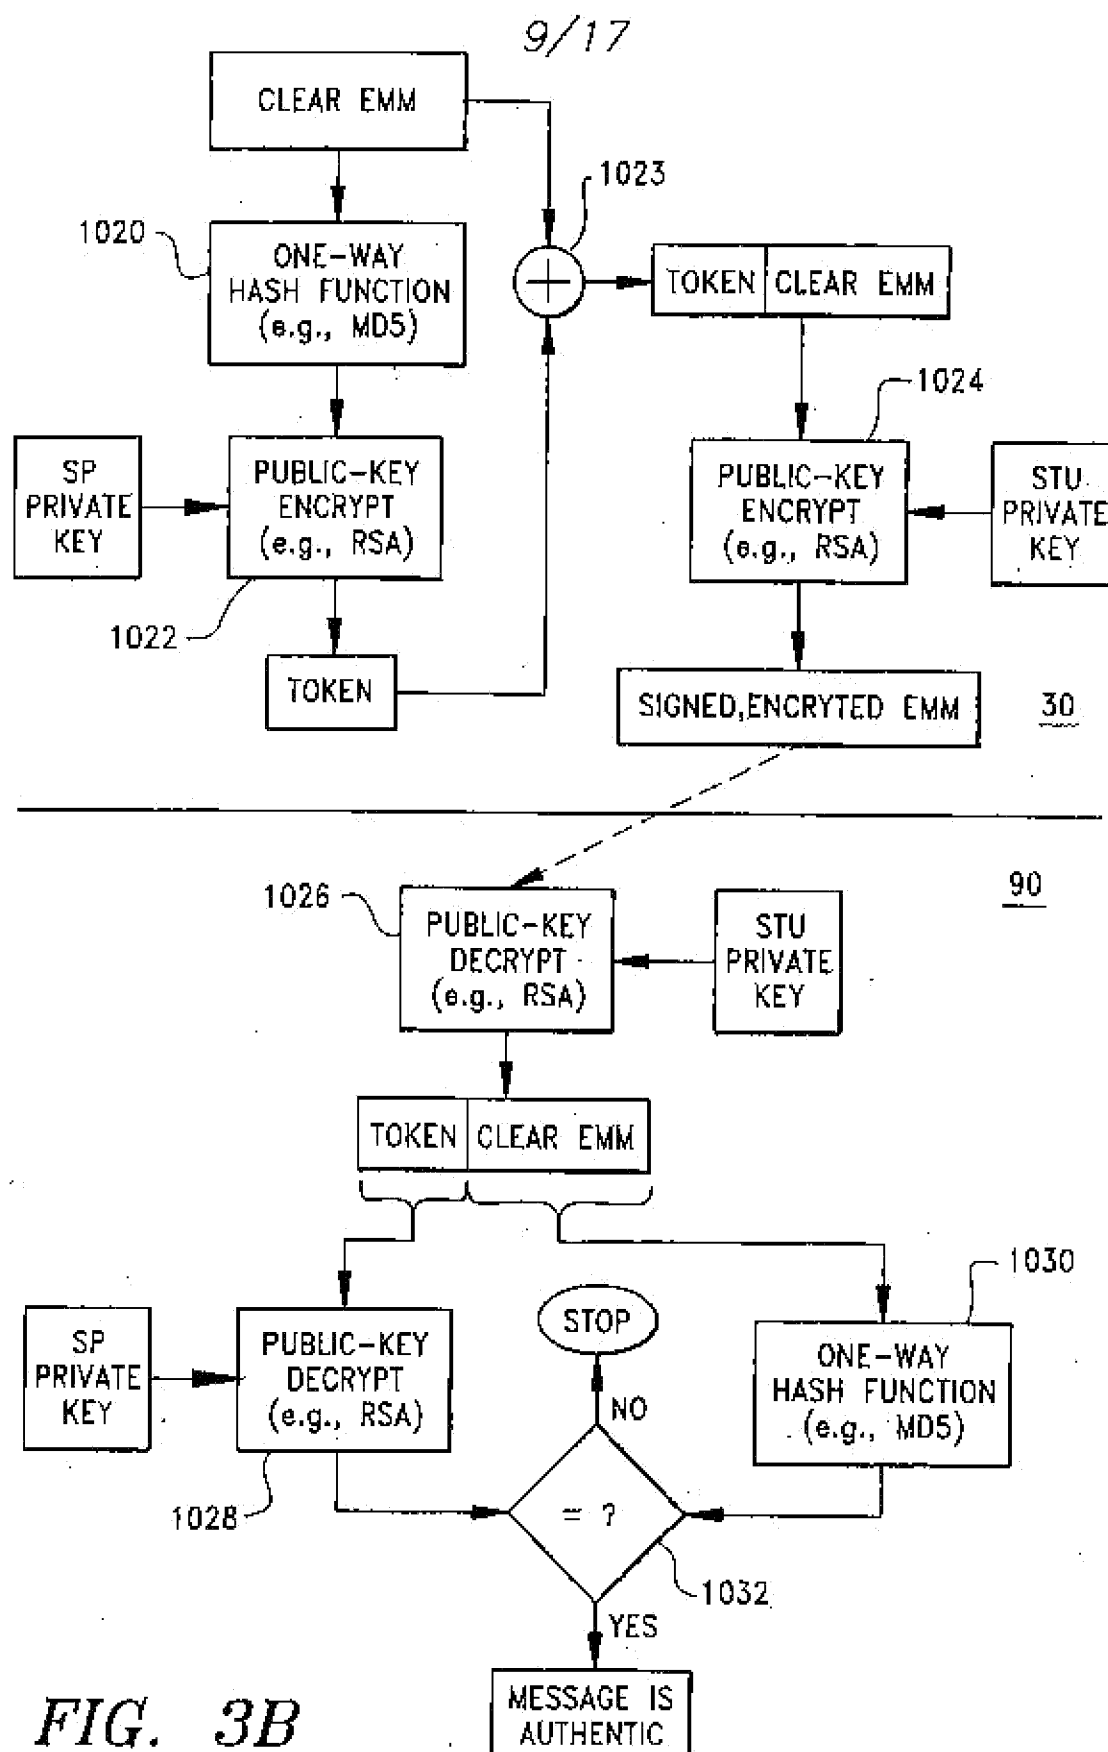 9/17
CLEAR EMM
1023
1020
ONE-WAY
HASH FUNCTION
(e.g., MD5)
TOKEN
CLEAR EMM
1024
SP
PRIVATE
KEY
PUBLIC-KEY
ENCRYPT
(e.g., RSA)
PUBLIC-KEY
ENCRYPT
(e.g., RSA)
STU
PRIVATE
KEY
1022
TOKEN
SIGNED,ENCRYTED EMM
30
1026
90
PUBLIC-KEY
DECRYPT
(e.g., RSA)
STU
PRIVATE
KEY
TOKEN
CLEAR EMM
1030
SP
PRIVATE
KEY
PUBLIC-KEY
DECRYPT
(e.g., RSA)
STOP
ONE-WAY
HASH FUNCTION
(e.g., MD5)
NO
1028
= ?
1032
YES
MESSAGE IS
AUTHENTIC
FIG. 3B